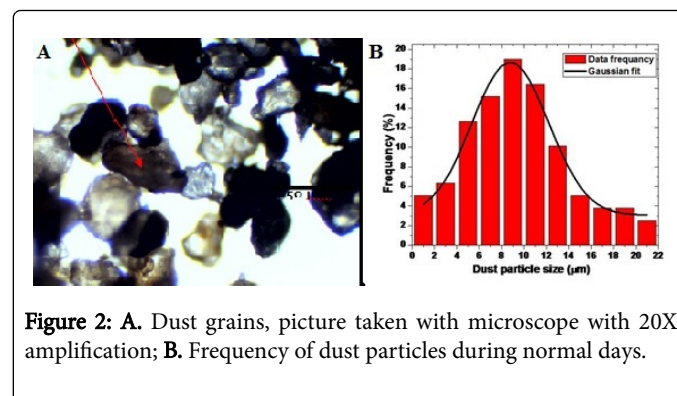 A
B
20
18
16
14
12
10
8
6
4
2
0
Frequency (%)
Data frequancy
Gaussian fit
0 2 4 6 8 10 12 14 16 18 20 22
Dust particle size (μm)
Figure 2: A. Dust grains, picture taken with microscope with 20X
amplification; B. Frequency of dust particles during normal days.